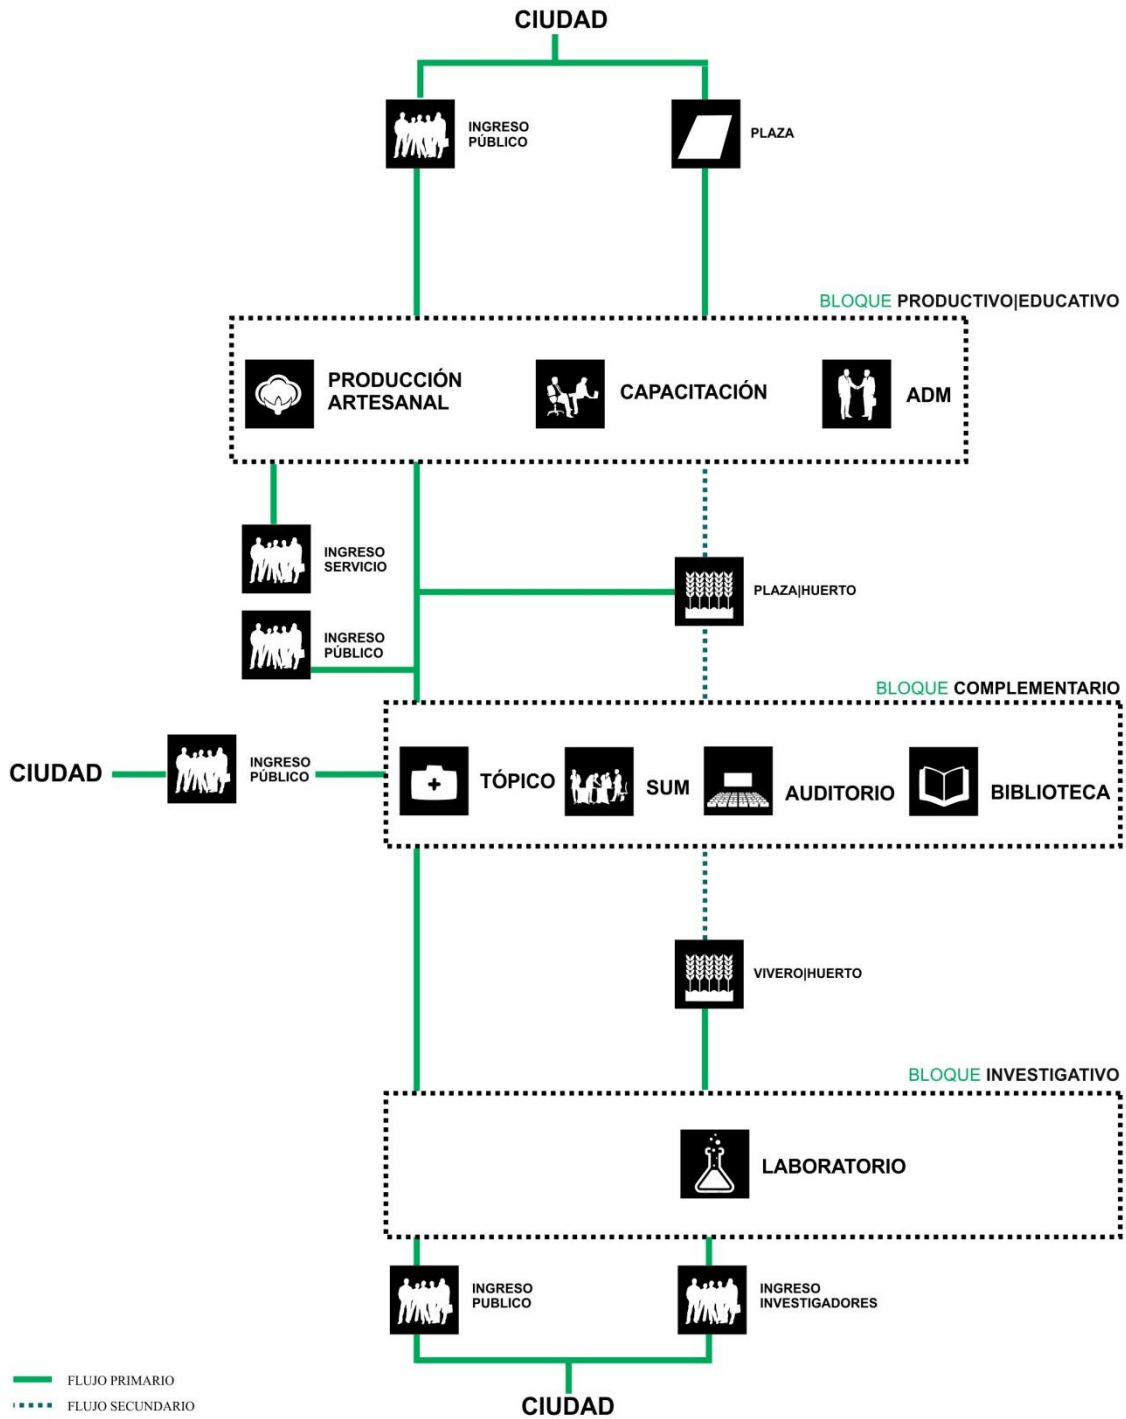 CIUDAD
INGRESO
PÚBLICO
PLAZA
BLOQUE PRODUCTIVO|EDUCATIVO
PRODUCCIÓN
ARTESANAL
CAPACITACIÓN
ADM
INGRESO
SERVICIO
PLAZA|HUERTO
INGRESO
PÚBLICO
BLOQUE COMPLEMENTARIO
CIUDAD
INGRESO
PÚBLICO
TÓPICO
SUM
AUDITORIO
BIBLIOTECA
VIVERO|HUERTO
BLOQUE INVESTIGATIVO
LABORATORIO
INGRESO
PUBLICO
INGRESO
INVESTIGADORES
FLUJO PRIMARIO
FLUJO SECUNDARIO
CIUDAD